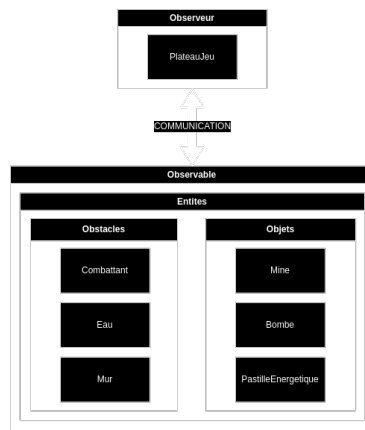 Observeur
PlateauJeu
COMMUNICATION
Observable
Entites
Obstacles
Objets
Combattant
Mine
Eau
Bombe
Mur
PastilleEnergetique